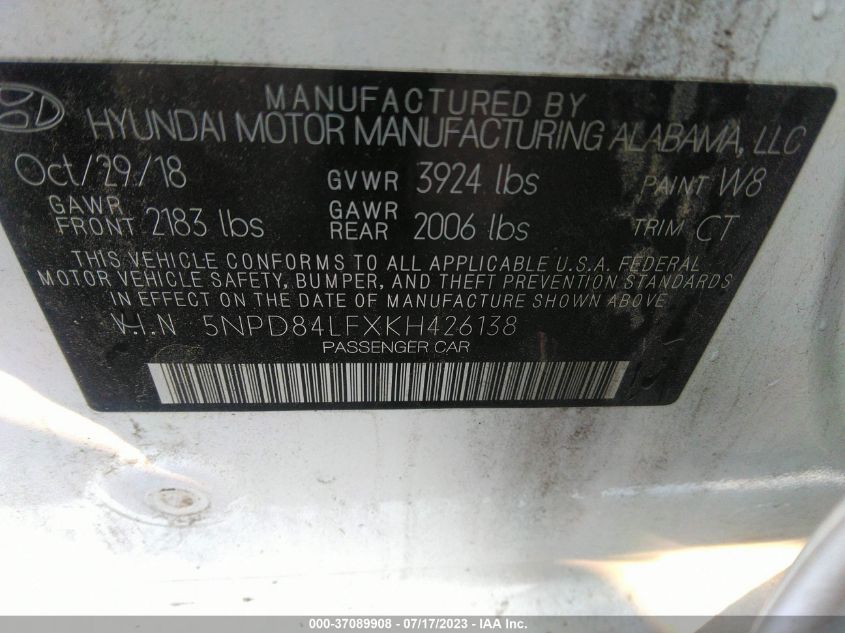 MANUFACTURED BY
HYUNDAI MOTOR MANUFACTURING ALABAMA, LLC
Oct/29/18 GVWR 3924 lbs PAINT W8
GAWR FRONT 2183 lbs GAWR REAR 2006 lbs TRIM CT
THIS VEHICLE CONFORMS TO ALL APPLICABLE U.S.A. FEDERAL
MOTOR VEHICLE SAFETY, BUMPER, AND THEFT PREVENTION STANDARDS
IN EFFECT ON THE DATE OF MANUFACTURE SHOWN ABOVE.
V.I.N 5NPD84LFXKH426138
PASSENGER CAR
000-37089908 - 07/17/2023 - © IAA Inc.